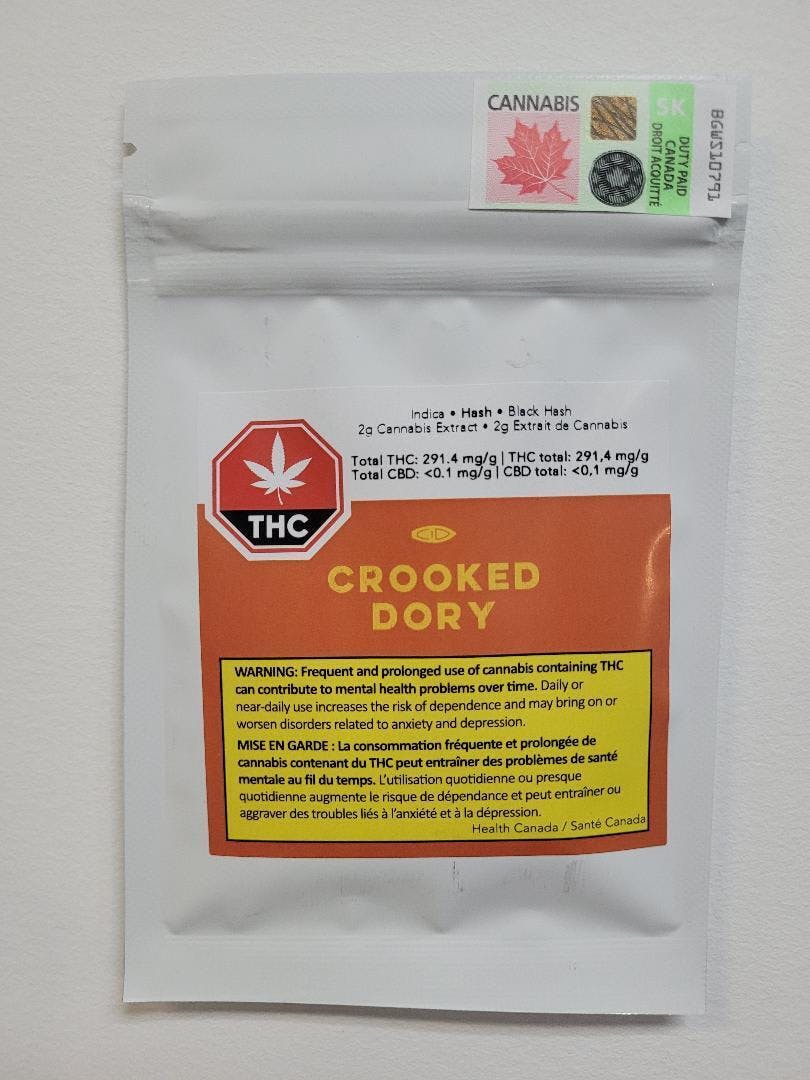 CANNABIS
SK
DUTY PAID
CANADA
DROIT ACQUITTÉ
BGWS10791
Indica • Hash • Black Hash
2g Cannabis Extract • 2g Extrait de Cannabis
Total THC: 291.4 mg/g | THC total: 291,4 mg/g
Total CBD: <0.1 mg/g | CBD total: <0,1 mg/g
THC
CROOKED
DORY
WARNING: Frequent and prolonged use of cannabis containing THC
can contribute to mental health problems over time. Daily or
near-daily use increases the risk of dependence and may bring on or
worsen disorders related to anxiety and depression.
MISE EN GARDE : La consommation fréquente et prolongée de
cannabis contenant du THC peut entraîner des problèmes de santé
mentale au fil du temps. L'utilisation quotidienne ou presque
quotidienne augmente le risque de dépendance et peut entraîner ou
aggraver des troubles liés à l'anxiété et à la dépression.
Health Canada / Santé Canada